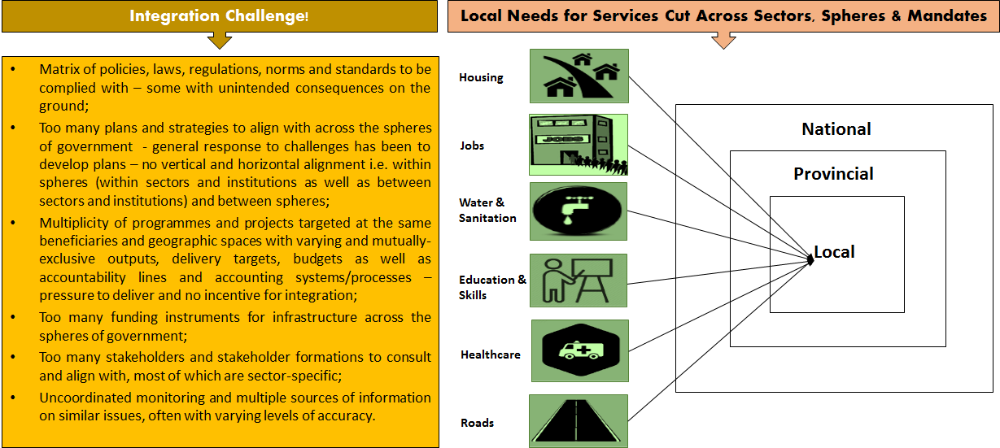 Integration Challenge!
• Matrix of policies, laws, regulations, norms and standards to be
complied with – some with unintended consequences on the
ground;
• Too many plans and strategies to align with across the spheres
of government - general response to challenges has been to
develop plans – no vertical and horizontal alignment i.e. within
spheres (within sectors and institutions as well as between
sectors and institutions) and between spheres;
• Multiplicity of programmes and projects targeted at the same
beneficiaries and geographic spaces with varying and mutually-
exclusive outputs, delivery targets, budgets as well as
accountability lines and accounting systems/processes –
pressure to deliver and no incentive for integration;
• Too many funding instruments for infrastructure across the
spheres of government;
• Too many stakeholders and stakeholder formations to consult
and align with, most of which are sector-specific;
• Uncoordinated monitoring and multiple sources of information
on similar issues, often with varying levels of accuracy.
Local Needs for Services Cut Across Sectors, Spheres & Mandates
Housing
Jobs
JOBS
Water &
Sanitation
Education &
Skills
Healthcare
Roads
National
Provincial
Local